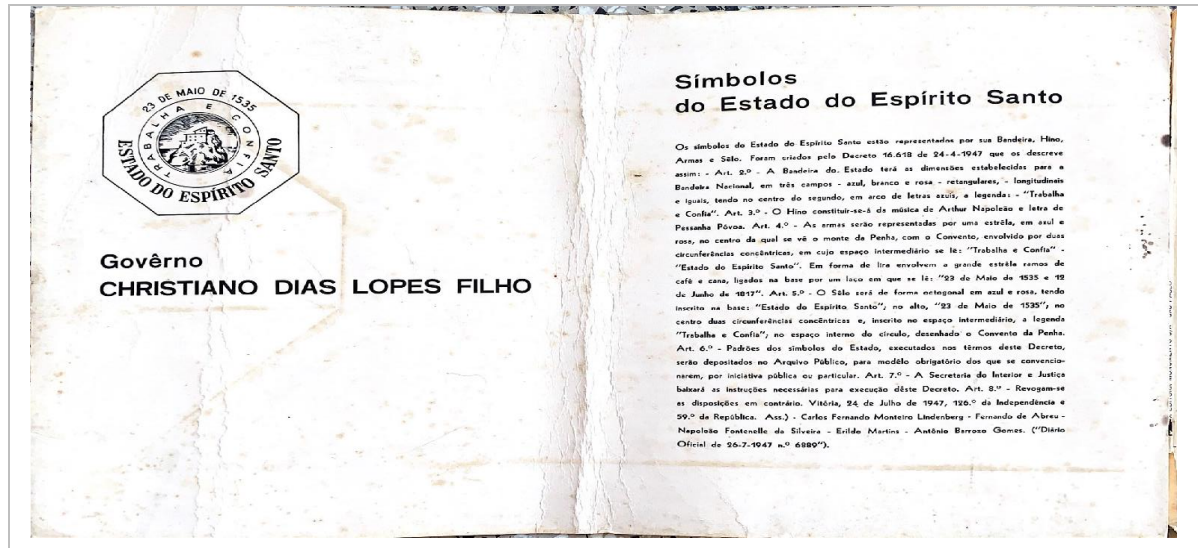 23 DE MAIO DE 1535
TRABALHA E CONFIA
ESTADO DO ESPÍRITO SANTO
Govêrno
CHRISTIANO DIAS LOPES FILHO
Símbolos
do Estado do Espírito Santo
Os símbolos do Estado do Espírito Santo estão representados por sua Bandeira, Hino,
Armas e Sêlo. Foram criados pelo Decreto 16.618 de 24-4-1947 que os descreve
assim: - Art. 2.º - A Bandeira do Estado terá as dimensões estabelecidas para a
Bandeira Nacional, em três campos - azul, branco e rosa - retangulares, - longitudinais
e iguais, tendo no centro do segundo, em arco de letras azuis, a legenda: - "Trabalha
e Confia". Art. 3.º - O Hino constituir-se-á da música de Arthur Napoleão e letra de
Pessanha Póvoa. Art. 4.º - As armas serão representadas por uma estrêla, em azul e
rosa, no centro da qual se vê o monte da Penha, com o Convento, envolvido por duas
circunferências concêntricas, em cujo espaço intermediário se lê: "Trabalha e Confia" -
"Estado do Espírito Santo". Em forma de lira envolvem a grande estrêla ramos de
café e cana, ligados na base por um laço em que se lê: "23 de Maio de 1535 e 12
de Junho de 1817". Art. 5.º - O Sêlo será de forma octogonal em azul e rosa, tendo
inscrito na base: "Estado do Espírito Santo"; no alto, "23 de Maio de 1535"; no
centro duas circunferências concêntricas e, inscrito no espaço intermediário, a legenda
"Trabalha e Confia"; no espaço interno do círculo, desenhado o Convento da Penha.
Art. 6.º - Padrões dos símbolos do Estado, executados nos têrmos deste Decreto,
serão depositados no Arquivo Público, para modêlo obrigatório dos que se convencio-
narem, por iniciativa pública ou particular. Art. 7.º - A Secretaria do Interior e Justiça
baixará as instruções necessárias para execução dêste Decreto. Art. 8.º - Revogam-se
as disposições em contrário. Vitória, 24 de Julho de 1947, 126.º da Independência e
59.º da República. Ass.) - Carlos Fernando Monteiro Lindenberg - Fernando de Abreu -
Napoleão Fontenelle da Silveira - Erildo Martins - Antônio Barroso Gomes. ("Diário
Oficial de 26-7-1947 n.º 6889").